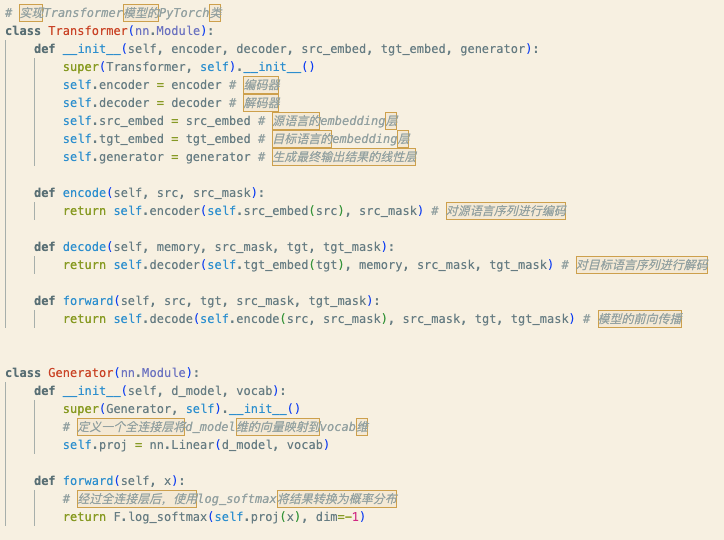 # 实现Transformer模型的PyTorch类
class Transformer(nn.Module):
    def __init__(self, encoder, decoder, src_embed, tgt_embed, generator):
        super(Transformer, self).__init__()
        self.encoder = encoder # 编码器
        self.decoder = decoder # 解码器
        self.src_embed = src_embed # 源语言的embedding层
        self.tgt_embed = tgt_embed # 目标语言的embedding层
        self.generator = generator # 生成最终输出结果的线性层

    def encode(self, src, src_mask):
        return self.encoder(self.src_embed(src), src_mask) # 对源语言序列进行编码

    def decode(self, memory, src_mask, tgt, tgt_mask):
        return self.decoder(self.tgt_embed(tgt), memory, src_mask, tgt_mask) # 对目标语言序列进行解码

    def forward(self, src, tgt, src_mask, tgt_mask):
        return self.decode(self.encode(src, src_mask), src_mask, tgt, tgt_mask) # 模型的前向传播


class Generator(nn.Module):
    def __init__(self, d_model, vocab):
        super(Generator, self).__init__()
        # 定义一个全连接层将d_model维的向量映射到vocab维
        self.proj = nn.Linear(d_model, vocab)

    def forward(self, x):
        # 经过全连接层后，使用log_softmax将结果转换为概率分布
        return F.log_softmax(self.proj(x), dim=-1)